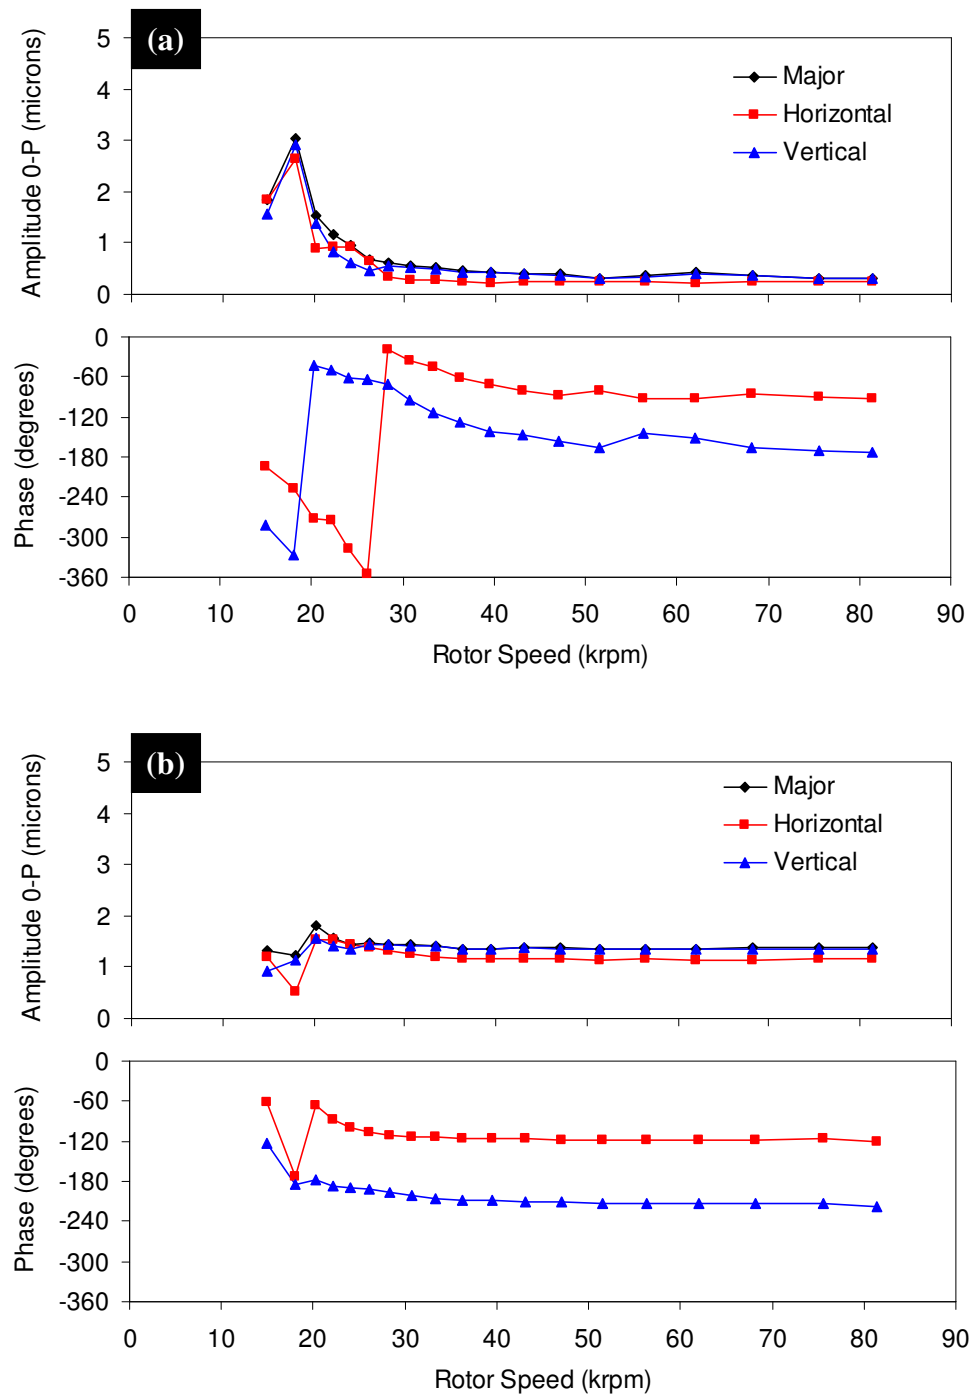 (a)
5
4
3
2
1
0
Amplitude 0-P (microns)
Major
Horizontal
Vertical
0
-60
-120
-180
-240
-300
-360
Phase (degrees)
0 10 20 30 40 50 60 70 80 90
Rotor Speed (krpm)
(b)
5
4
3
2
1
0
Amplitude 0-P (microns)
Major
Horizontal
Vertical
0
-60
-120
-180
-240
-300
-360
Phase (degrees)
0 10 20 30 40 50 60 70 80 90
Rotor Speed (krpm)